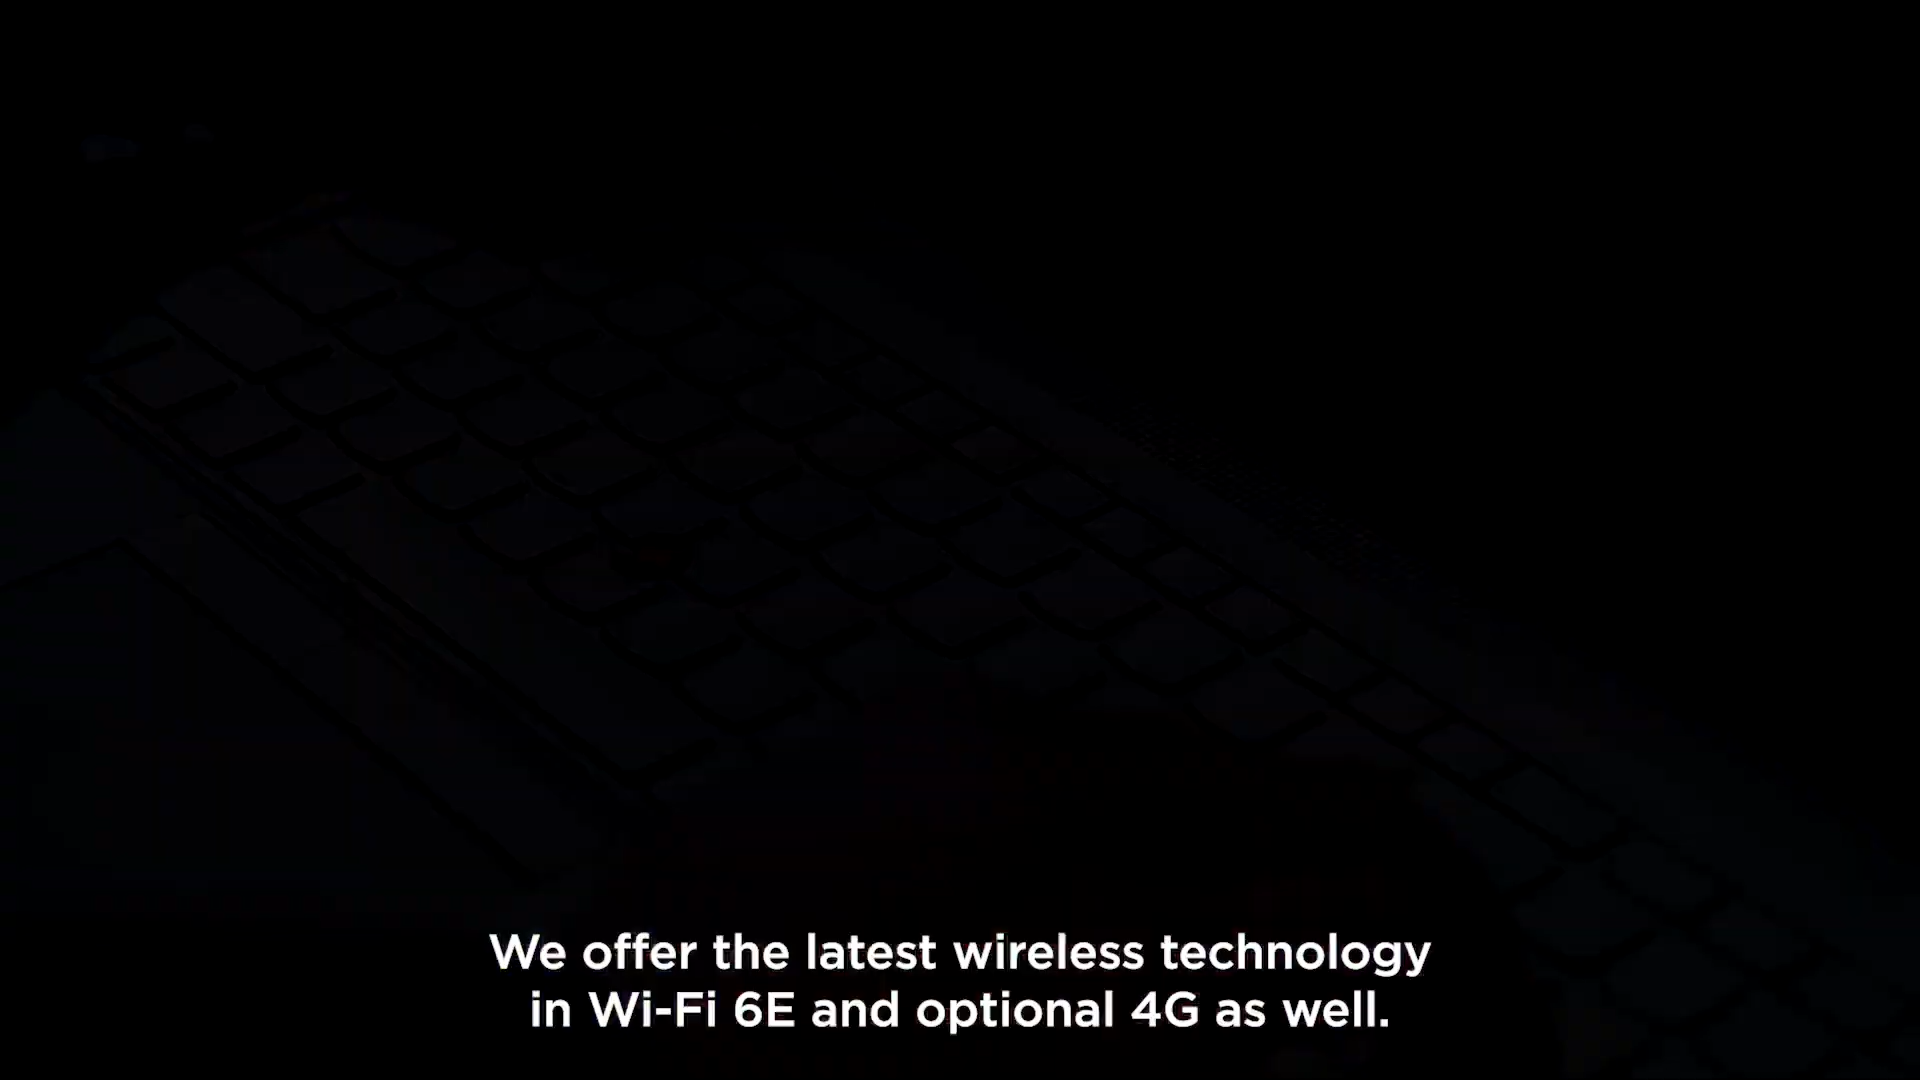 We offer the latest wireless technology
in Wi-Fi 6E and optional 4G as well.